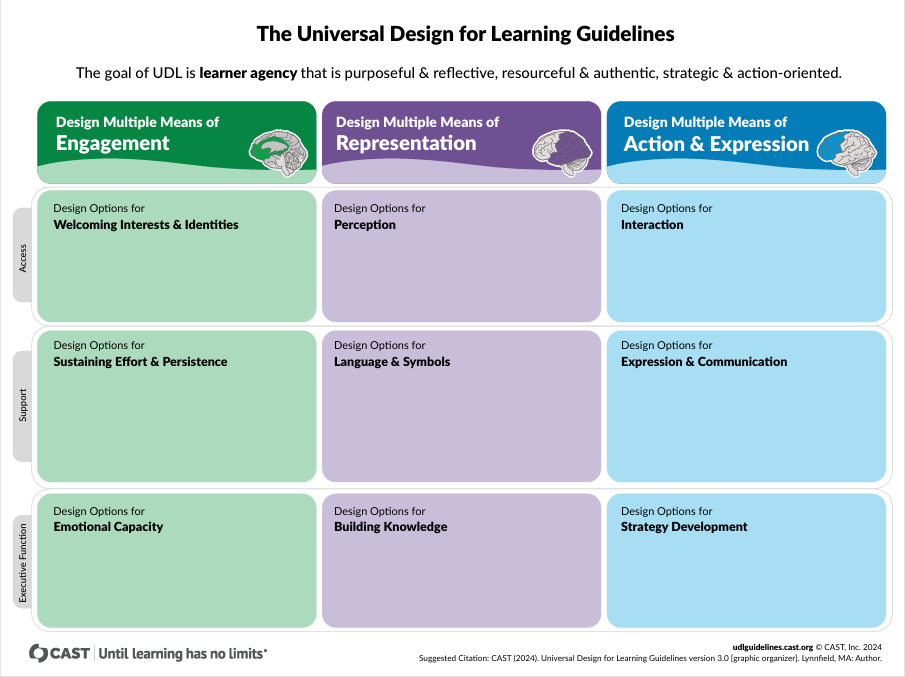 The Universal Design for Learning Guidelines
The goal of UDL is learner agency that is purposeful & reflective, resourceful & authentic, strategic & action-oriented.
Design Multiple Means of
Engagement
Design Multiple Means of
Representation
Design Multiple Means of
Action & Expression
Access
Design Options for
Welcoming Interests & Identities
Design Options for
Perception
Design Options for
Interaction
Support
Design Options for
Sustaining Effort & Persistence
Design Options for
Language & Symbols
Design Options for
Expression & Communication
Executive Function
Design Options for
Emotional Capacity
Design Options for
Building Knowledge
Design Options for
Strategy Development
CAST | Until learning has no limits®
udlguidelines.cast.org © CAST, Inc. 2024
Suggested Citation: CAST (2024). Universal Design for Learning Guidelines version 3.0 [graphic organizer]. Lynnfield, MA: Author.